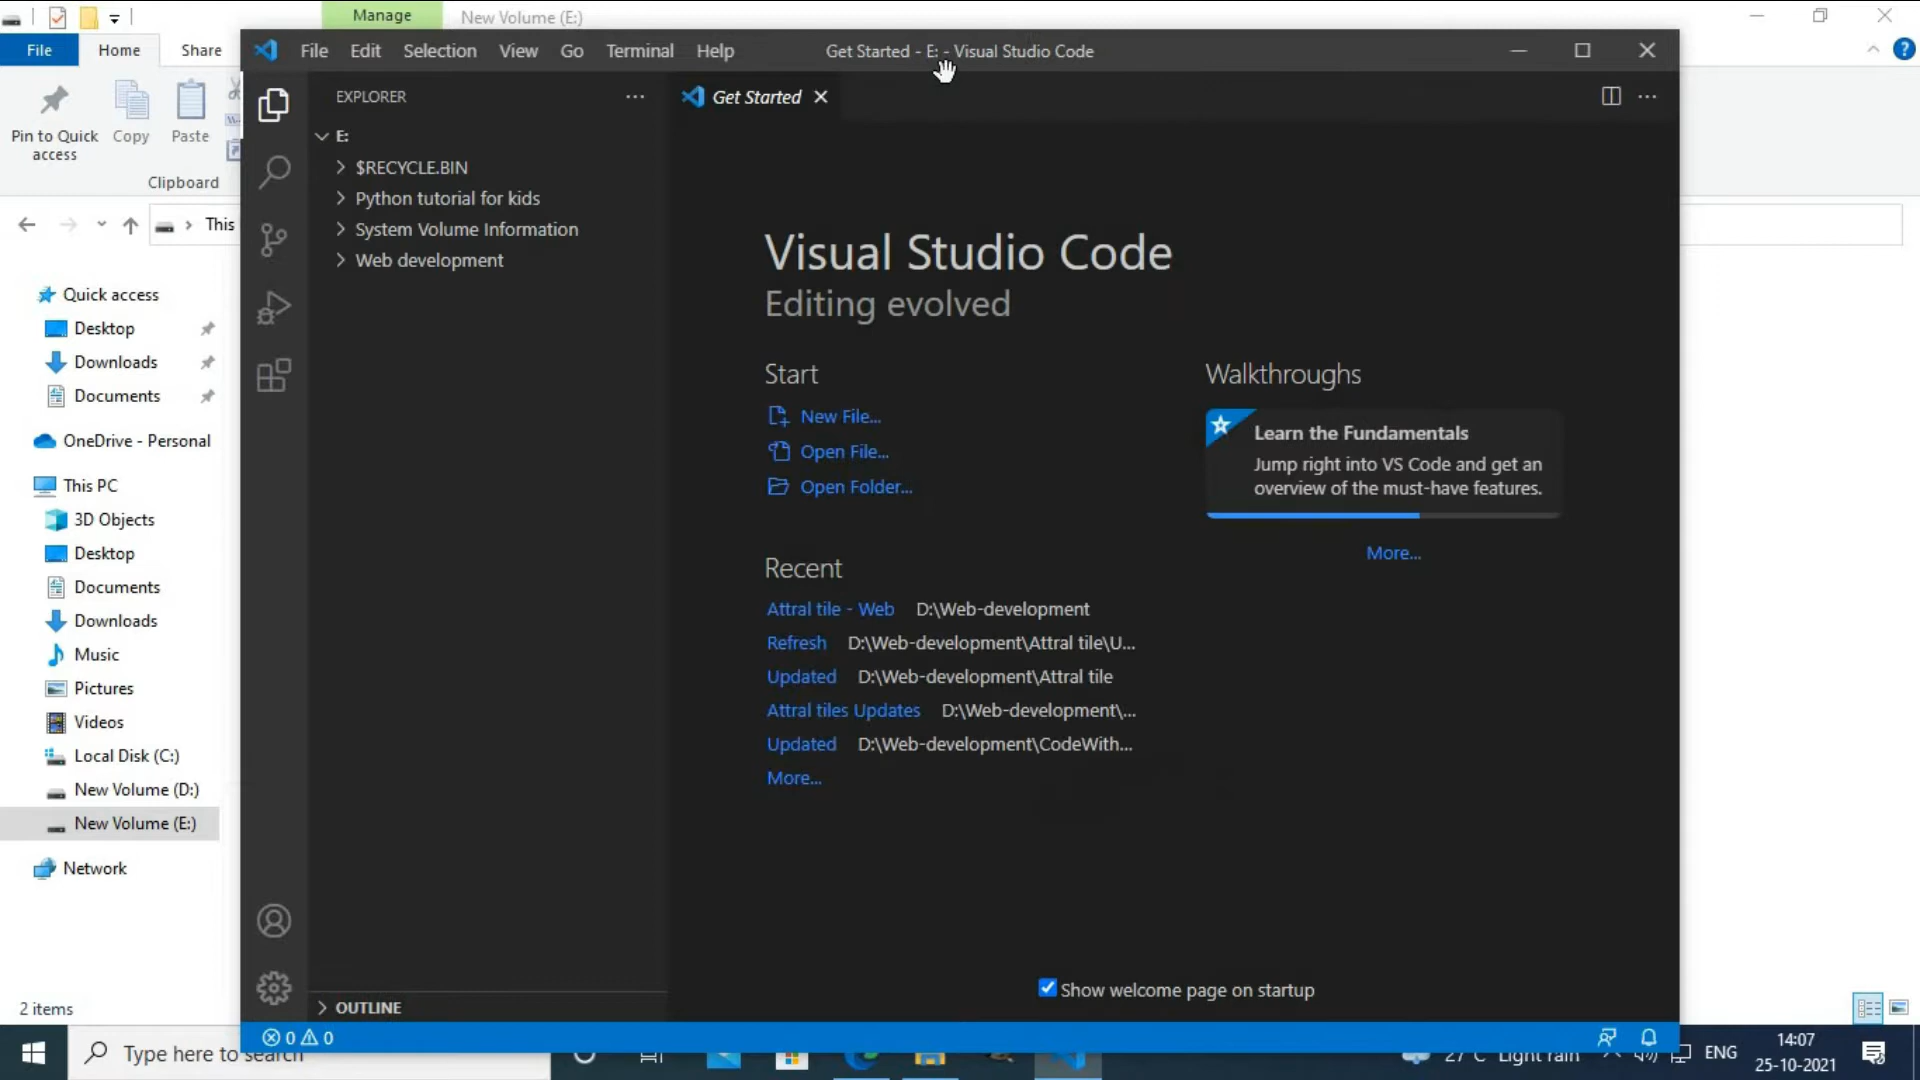 Manage
New Volume (E:)
File
Home
Share
File
Edit
Selection
View
Go
Terminal
Help
Get Started - E: - Visual Studio Code
Pin to Quick
access
Copy
Paste
Clipboard
This
EXPLORER
Get Started
E:
$RECYCLE.BIN
Python tutorial for kids
System Volume Information
Web development
OUTLINE
Quick access
Desktop
Downloads
Documents
OneDrive - Personal
This PC
3D Objects
Desktop
Documents
Downloads
Music
Pictures
Videos
Local Disk (C:)
New Volume (D:)
New Volume (E:)
Network
2 items
Visual Studio Code
Editing evolved
Start
New File...
Open File...
Open Folder...
Recent
Attral tile - Web D:\Web-development
Refresh D:\Web-development\Attral tile\U...
Updated D:\Web-development\Attral tile
Attral tiles Updates D:\Web-development\...
Updated D:\Web-development\CodeWith...
More...
Walkthroughs
Learn the Fundamentals
Jump right into VS Code and get an
overview of the must-have features.
More...
Show welcome page on startup
0
0
Type here to search
27°C Light rain
ENG
14:07
25-10-2021